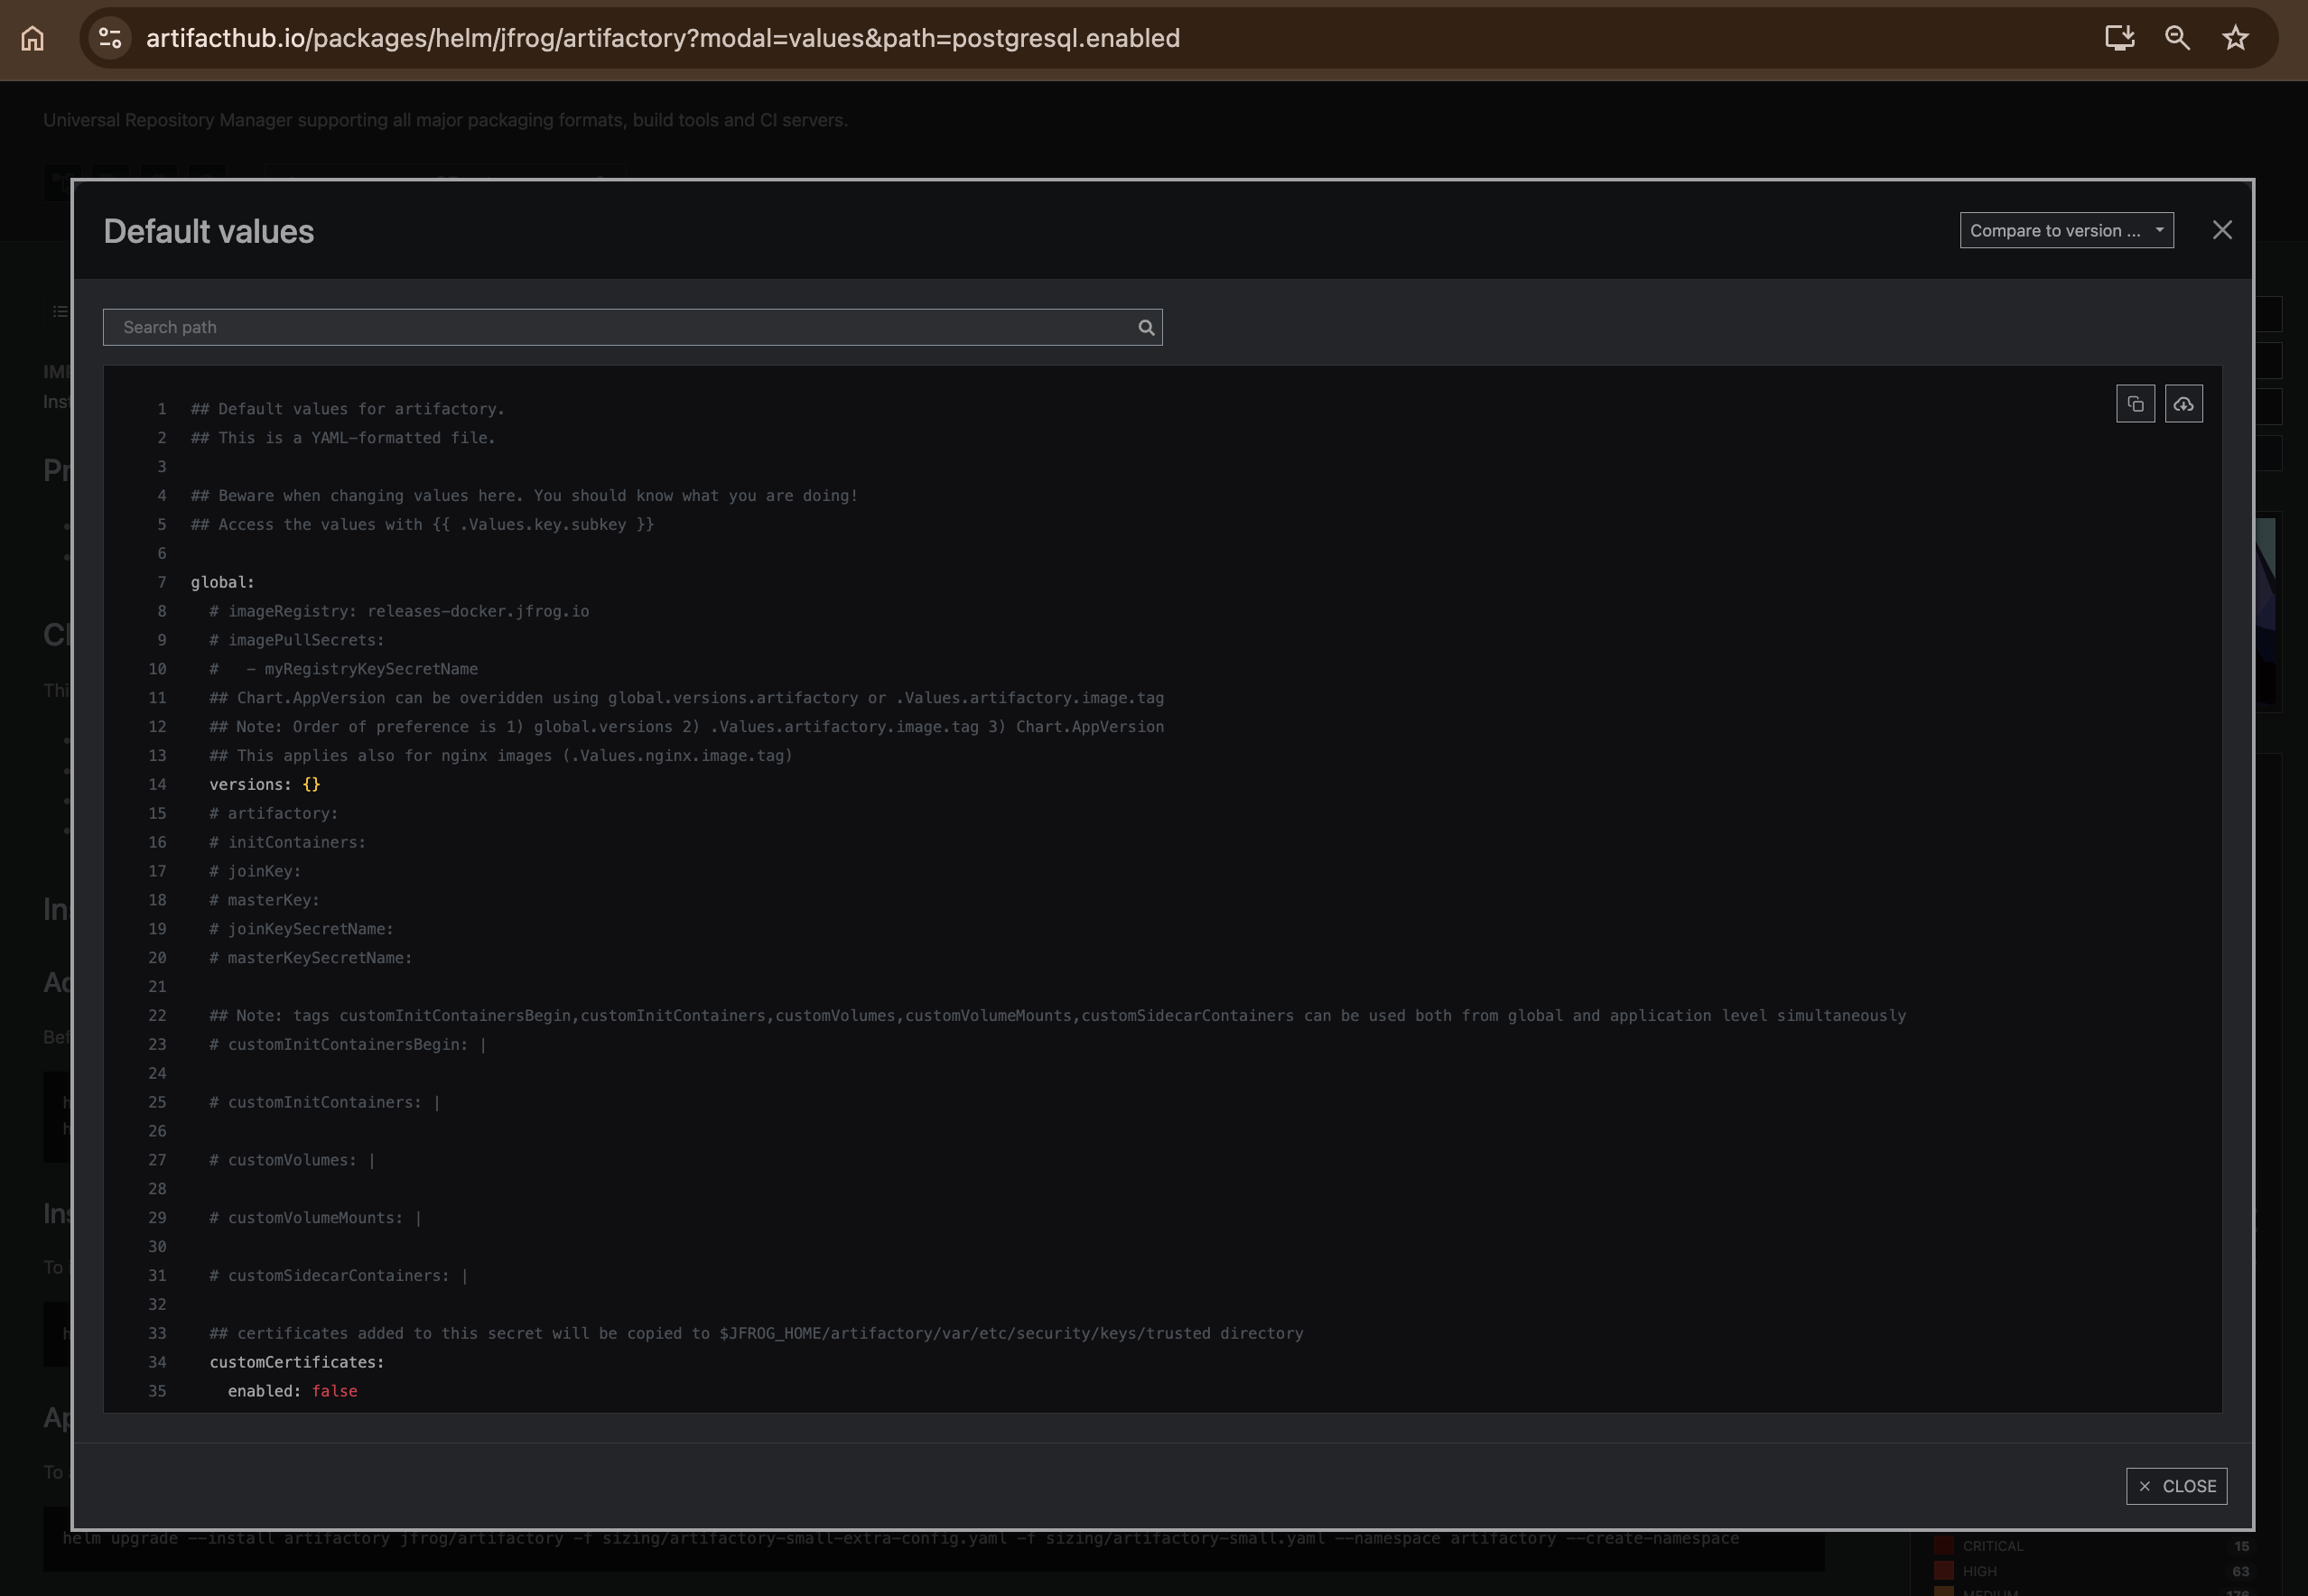 artifacthub.io/packages/helm/jfrog/artifactory?modal=values&path=postgresql.enabled
Universal Repository Manager supporting all major packaging formats, build tools and CI servers.
Default values
Compare to version ...
Search path
1 ## Default values for artifactory.
2 ## This is a YAML-formatted file.
3
4 ## Beware when changing values here. You should know what you are doing!
5 ## Access the values with {{ .Values.key.subkey }}
6
7 global:
8   # imageRegistry: releases-docker.jfrog.io
9   # imagePullSecrets:
10   #   - myRegistryKeySecretName
11   ## Chart.AppVersion can be overidden using global.versions.artifactory or .Values.artifactory.image.tag
12   ## Note: Order of preference is 1) global.versions 2) .Values.artifactory.image.tag 3) Chart.AppVersion
13   ## This applies also for nginx images (.Values.nginx.image.tag)
14   versions: {}
15   # artifactory:
16   # initContainers:
17   # joinKey:
18   # masterKey:
19   # joinKeySecretName:
20   # masterKeySecretName:
21
22   ## Note: tags customInitContainersBegin,customInitContainers,customVolumes,customVolumeMounts,customSidecarContainers can be used both from global and application level simultaneously
23   # customInitContainersBegin: |
24
25   # customInitContainers: |
26
27   # customVolumes: |
28
29   # customVolumeMounts: |
30
31   # customSidecarContainers: |
32
33   ## certificates added to this secret will be copied to $JFROG_HOME/artifactory/var/etc/security/keys/trusted directory
34   customCertificates:
35     enabled: false
CLOSE
helm upgrade --install artifactory jfrog/artifactory -f sizing/artifactory-small-extra-config.yaml -f sizing/artifactory-small.yaml --namespace artifactory --create-namespace
CRITICAL 15
HIGH 63
MEDIUM 176